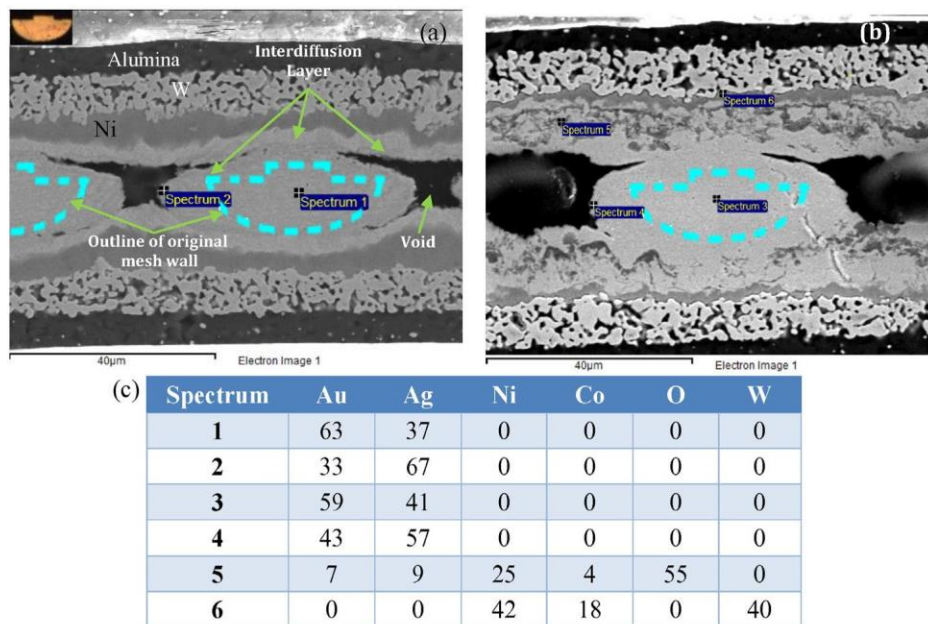 (a)
Alumina
Interdiffusion
Layer
W
Ni
Spectrum 2
Spectrum 1
Outline of original
mesh wall
Void
40µm
Electron Image 1
(b)
Spectrum 6
Spectrum 5
Spectrum 4
Spectrum 3
40µm
Electron Image 1
(c)
Spectrum Au Ag Ni Co O W
1 63 37 0 0 0 0
2 33 67 0 0 0 0
3 59 41 0 0 0 0
4 43 57 0 0 0 0
5 7 9 25 4 55 0
6 0 0 42 18 0 40